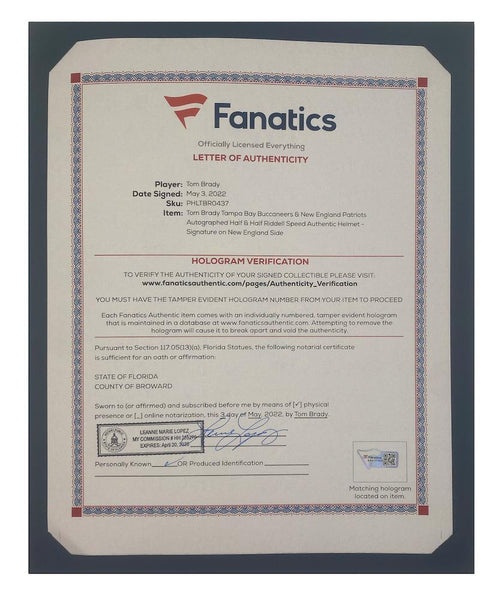 Fanatics
Officially Licensed Everything
LETTER OF AUTHENTICITY
Player: Tom Brady
Date Signed: May 3, 2022
Sku: PHLTBR0437
Item: Tom Brady Tampa Bay Buccaneers & New England Patriots
Autographed Half & Half Riddell Speed Authentic Helmet -
Signature on New England Side
HOLOGRAM VERIFICATION
TO VERIFY THE AUTHENTICITY OF YOUR SIGNED COLLECTIBLE PLEASE VISIT:
www.fanaticsauthentic.com/pages/Authenticity_Verification
YOU MUST HAVE THE TAMPER EVIDENT HOLOGRAM NUMBER FROM YOUR ITEM TO PROCEED
Each Fanatics Authentic item comes with an individually numbered, tamper evident hologram
that is maintained in a database at www.fanaticsauthentic.com. Attempting to remove the
hologram will cause it to break apart and void the authenticity.
Pursuant to Section 117.05(13)(a), Florida Statues, the following notarial certificate
is sufficient for an oath or affirmation:
STATE OF FLORIDA
COUNTY OF BROWARD
Sworn to (or affirmed) and subscribed before me by means of [✓] physical
presence or [_] online notarization, this 3 day of May, 2022, by Tom Brady.
LEANNE MARIE LOPEZ
MY COMMISSION # HH
EXPIRES: April 20,
Personally Known ✓ OR Produced Identification
Matching hologram
located on item.